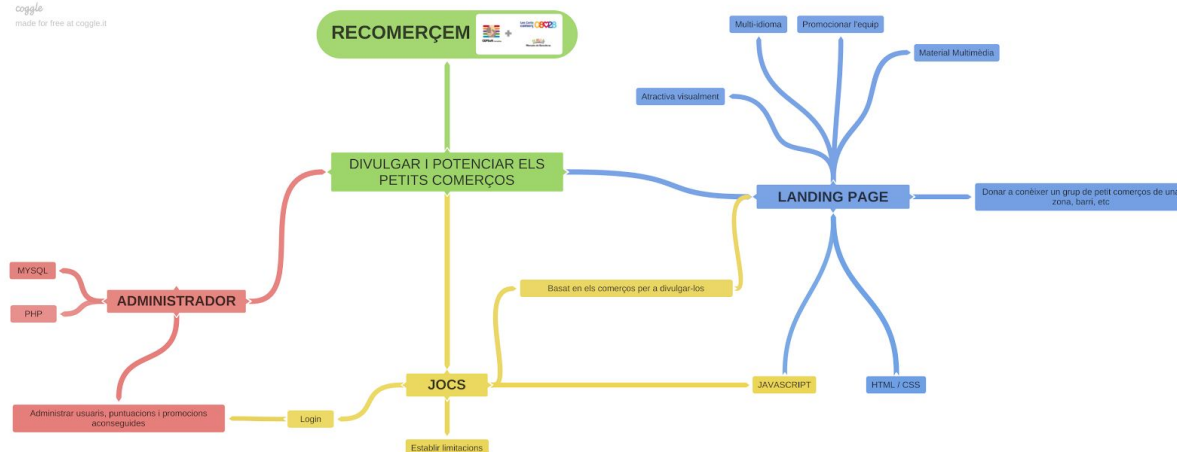 coggle
made for free at coggle.it
RECOMERÇEM
+
Multi-idioma
Promocionar l'equip
Material Multimèdia
Atractiva visualment
DIVULGAR I POTENCIAR ELS
PETITS COMERÇOS
LANDING PAGE
Donar a conèixer un grup de petit comerços de una
zona, barri, etc
MYSQL
PHP
ADMINISTRADOR
Basat en els comerços per a divulgar-los
JOCS
JAVASCRIPT
HTML / CSS
Administrar usuaris, puntuacions i promocions
aconseguides
Login
Establir limitacions